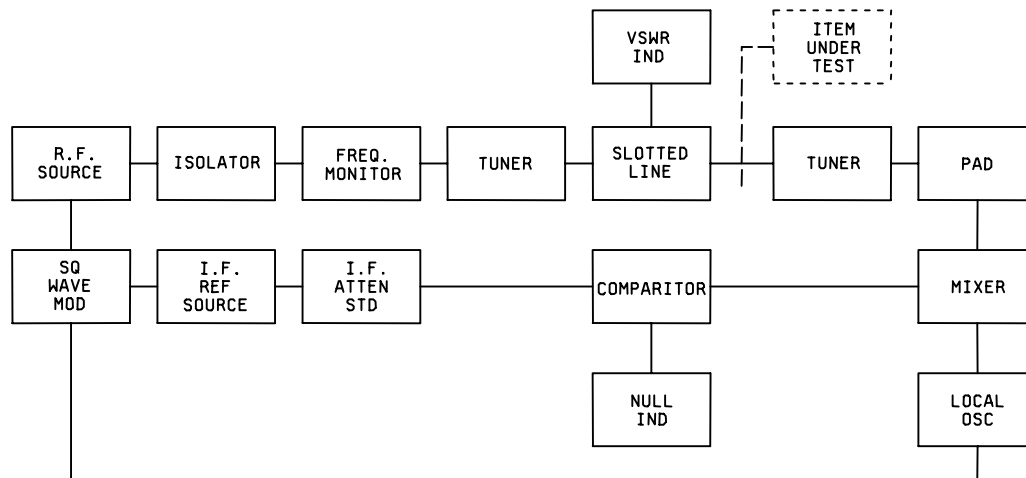 VSWR
IND
ITEM
UNDER
TEST
R.F.
SOURCE
ISOLATOR
FREQ.
MONITOR
TUNER
SLOTTED
LINE
TUNER
PAD
SQ
WAVE
MOD
I.F.
REF
SOURCE
I.F.
ATTEN
STD
COMPARITOR
MIXER
NULL
IND
LOCAL
OSC